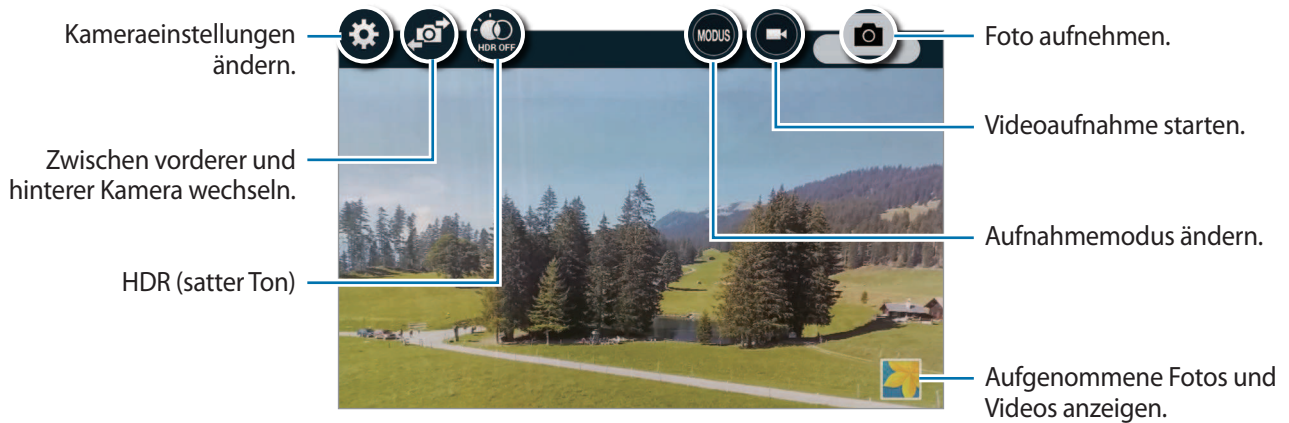 Kameraeinstellungen
ändern.
Zwischen vorderer und
hinterer Kamera wechseln.
HDR (satter Ton)
HDR OFF
MODUS
Foto aufnehmen.
Videoaufnahme starten.
Aufnahmemodus ändern.
Aufgenommene Fotos und
Videos anzeigen.